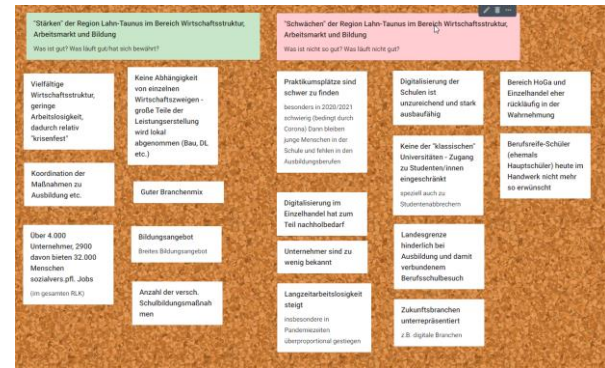 "Stärken" der Region Lahn-Taunus im Bereich Wirtschaftsstruktur,
Arbeitsmarkt und Bildung
Was ist gut? Was läuft gut/hat sich bewährt?
Vielfältige
Wirtschaftsstruktur,
geringe
Arbeitslosigkeit,
dadurch relativ
"krisenfest"
Koordination der
Maßnahmen zu
Ausbildung etc.
Über 4.000
Unternehmer, 2900
davon bieten 32.000
Menschen
sozialvers.pfl. Jobs
(im gesamten RLK)
Keine Abhängigkeit
von einzelnen
Wirtschaftszweigen -
große Teile der
Leistungserstellung
wird lokal
abgenommen (Bau, DL
etc.)
Guter Branchenmix
Bildungsangebot
Breites Bildungsangebot
Anzahl der versch.
Schulbildungsmaßnah
men
"Schwächen" der Region Lahn-Taunus im Bereich Wirtschaftsstruktur,
Arbeitsmarkt und Bildung
Was ist nicht so gut? Was läuft nicht gut?
Praktikumsplätze sind
schwer zu finden
besonders in 2020/2021
schwierig (bedingt durch
Corona) Dann bleiben
junge Menschen in der
Schule und fehlen in den
Ausbildungsberufen
Digitalisierung im
Einzelhandel hat zum
Teil nachholbedarf
Unternehmer sind zu
wenig bekannt
Langzeitarbeitslosigkeit
steigt
insbesondere in
Pandemiezeiten
überproportional gestiegen
Digitalisierung der
Schulen ist
unzureichend und stark
ausbaufähig
Keine der "klassischen"
Universitäten - Zugang
zu Studenten/innen
eingeschränkt
speziell auch zu
Studentenabbrechern
Landesgrenze
hinderlich bei
Ausbildung und damit
verbundenem
Berufsschulbesuch
Zukunftsbranchen
unterrepräsentiert
z.B. digitale Branchen
Bereich HoGa und
Einzelhandel eher
rückläufig in der
Wahrnehmung
Berufsreife-Schüler
(ehemals
Hauptschüler) heute im
Handwerk nicht mehr
so erwünscht